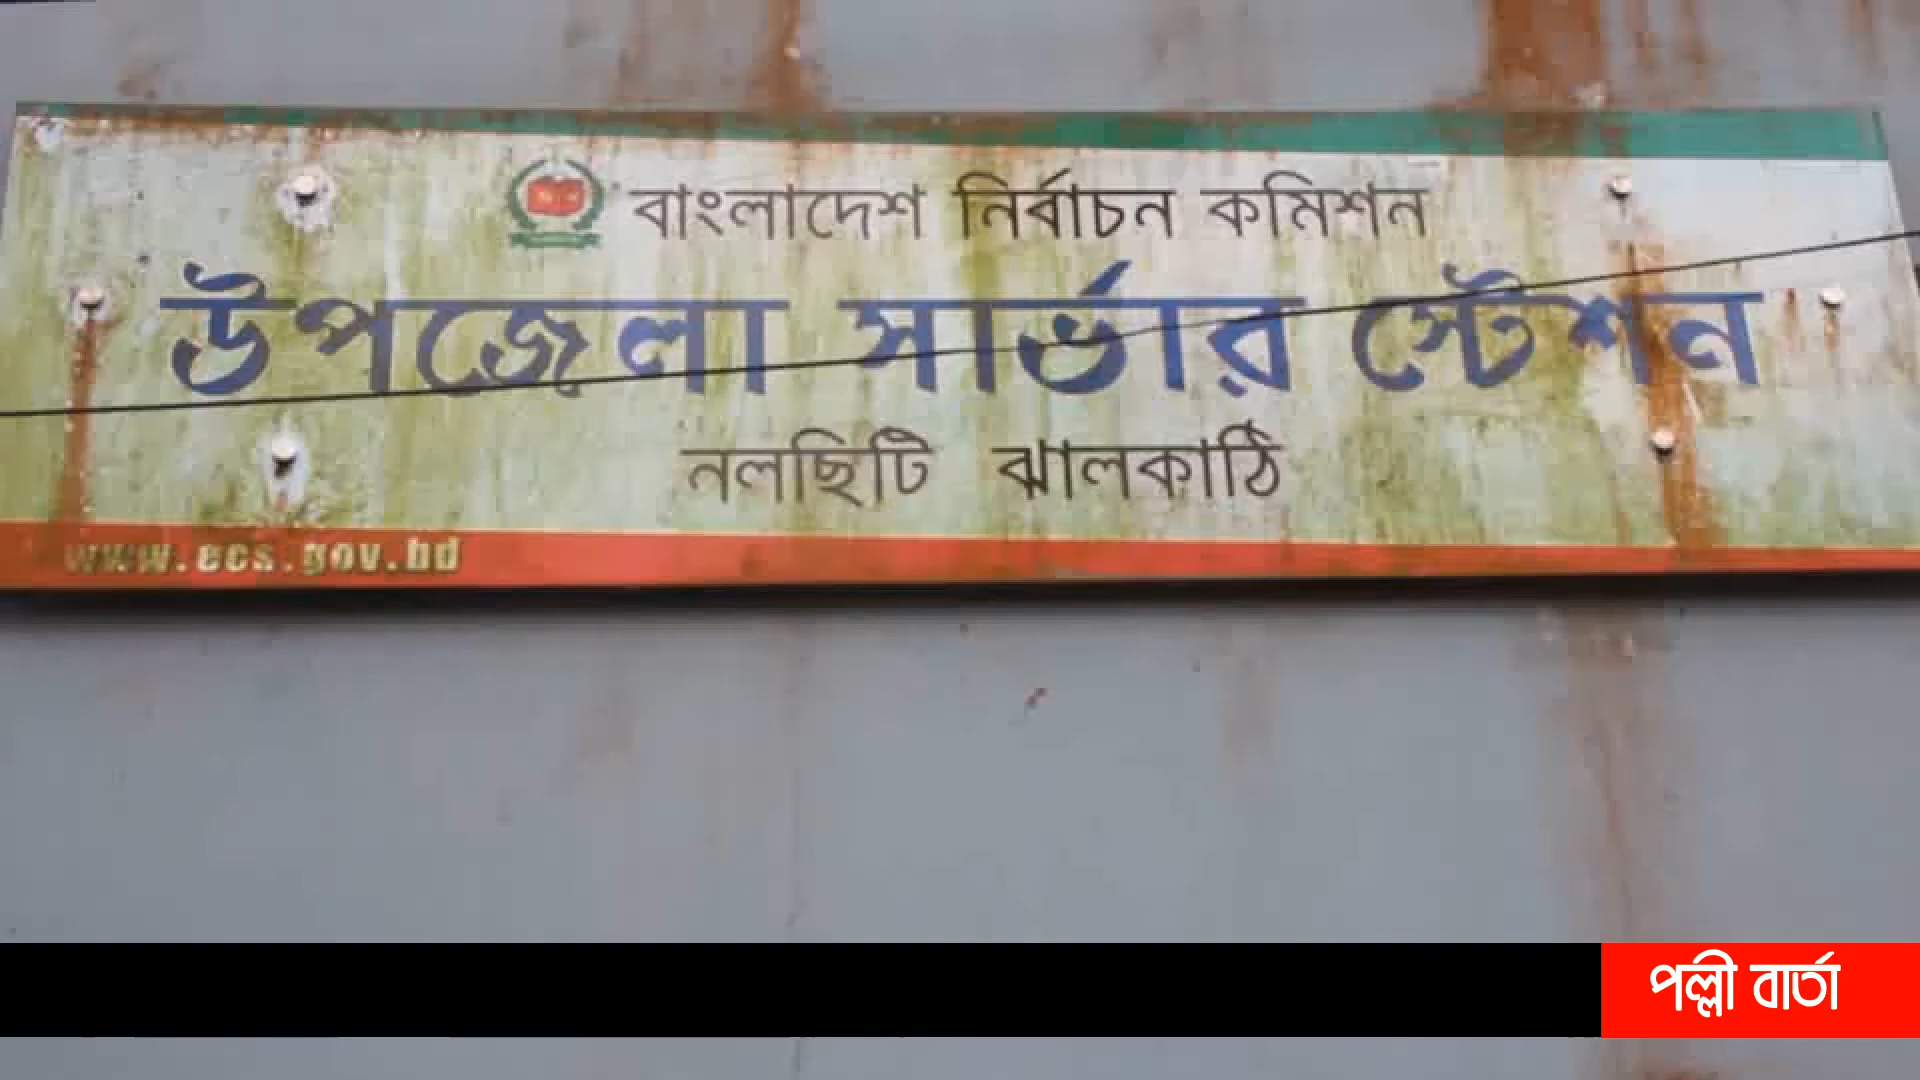 বাংলাদেশ নির্বাচন কমিশন
উপজেলা সার্ভার স্টেশন
নলছিটি ঝালকাঠি
www.ecs.gov.bd
পল্লী বার্তা